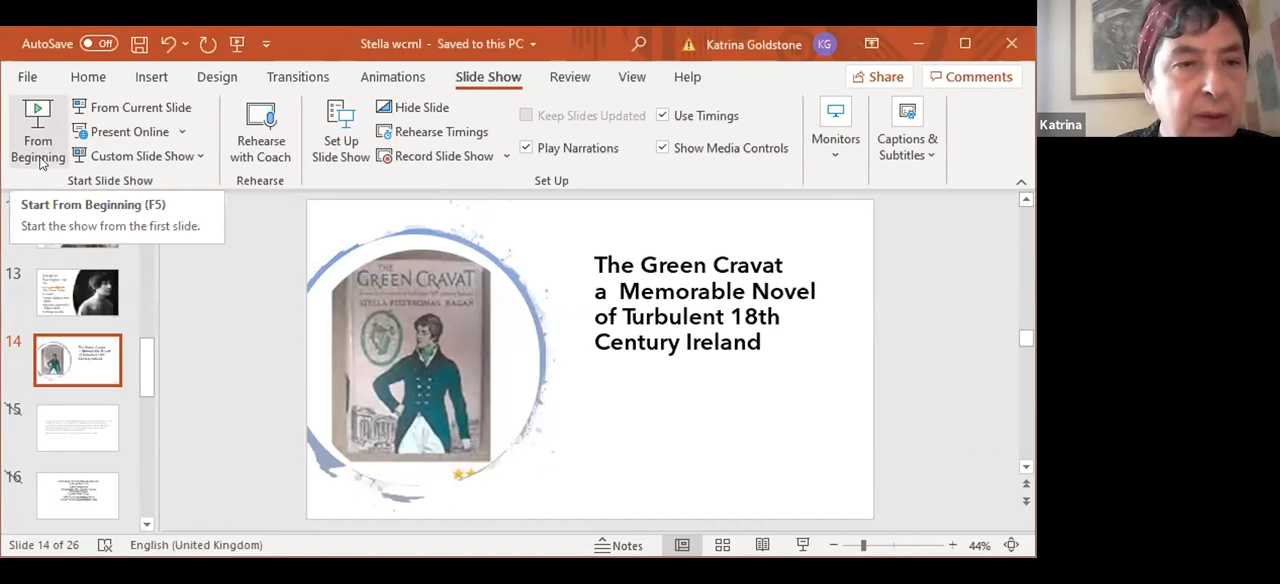 AutoSave
Off
Stella wcml - Saved to this PC
Katrina Goldstone
KG
File
Home
Insert
Design
Transitions
Animations
Slide Show
Review
View
Help
Share
Comments
From Beginning
From Current Slide
Present Online
Custom Slide Show
Start Slide Show
Rehearse
with Coach
Rehearse
Set Up
Slide Show
Hide Slide
Rehearse Timings
Record Slide Show
Keep Slides Updated
Play Narrations
Use Timings
Show Media Controls
Set Up
Monitors
Captions &
Subtitles
Start From Beginning (F5)
Start the show from the first slide.
13
14
15
16
THE
GREEN CRAVAT
STELLA FITZTHOMAS HAGAN
The Green Cravat
a Memorable Novel
of Turbulent 18th
Century Ireland
Slide 14 of 26
English (United Kingdom)
Notes
44%
Katrina